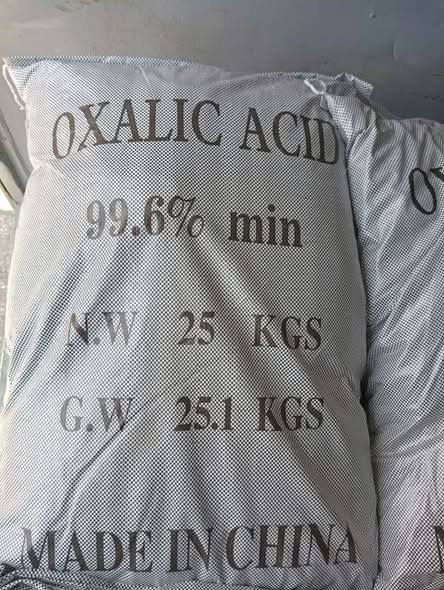 OXALIC ACID
99.6% min
N.W 25 KGS
G.W 25.1 KGS
MADE IN CHINA